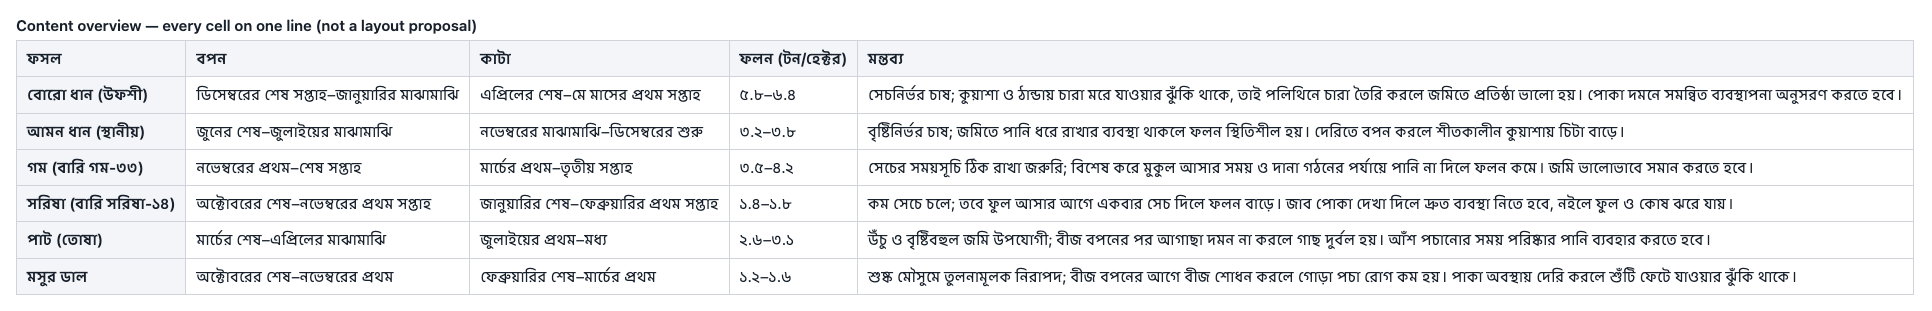 Content overview — every cell on one line (not a layout proposal)
ফসল বপন কাটা ফলন (টন/হেক্টর) মন্তব্য
বোরো ধান (উফশী) ডিসেম্বরের শেষ সপ্তাহ–জানুয়ারির মাঝামাঝি এপ্রিলের শেষ–মে মাসের প্রথম সপ্তাহ ৫.৮–৬.৪ সেচনির্ভর চাষ; কুয়াশা ও ঠান্ডায় চারা মরে যাওয়ার ঝুঁকি থাকে, তাই পলিথিনে চারা তৈরি করলে জমিতে প্রতিষ্ঠা ভালো হয়। পোকা দমনে সমন্বিত ব্যবস্থাপনা অনুসরণ করতে হবে।
আমন ধান (স্থানীয়) জুনের শেষ–জুলাইয়ের মাঝামাঝি নভেম্বরের মাঝামাঝি–ডিসেম্বরের শুরু ৩.২–৩.৮ বৃষ্টিনির্ভর চাষ; জমিতে পানি ধরে রাখার ব্যবস্থা থাকলে ফলন স্থিতিশীল হয়। দেরিতে বপন করলে শীতকালীন কুয়াশায় চিটা বাড়ে।
গম (বারি গম-৩৩) নভেম্বরের প্রথম–শেষ সপ্তাহ মার্চের প্রথম–তৃতীয় সপ্তাহ ৩.৫–৪.২ সেচের সময়সূচি ঠিক রাখা জরুরি; বিশেষ করে মুকুল আসার সময় ও দানা গঠনের পর্যায়ে পানি না দিলে ফলন কমে। জমি ভালোভাবে সমান করতে হবে।
সরিষা (বারি সরিষা-১৪) অক্টোবরের শেষ–নভেম্বরের প্রথম সপ্তাহ জানুয়ারির শেষ–ফেব্রুয়ারির প্রথম সপ্তাহ ১.৪–১.৮ কম সেচে চলে; তবে ফুল আসার আগে একবার সেচ দিলে ফলন বাড়ে। জাব পোকা দেখা দিলে দ্রুত ব্যবস্থা নিতে হবে, নইলে ফুল ও কোষ ঝরে যায়।
পাট (তোষা) মার্চের শেষ–এপ্রিলের মাঝামাঝি জুলাইয়ের প্রথম–মধ্য ২.৬–৩.১ উঁচু ও বৃষ্টিবহুল জমি উপযোগী; বীজ বপনের পর আগাছা দমন না করলে গাছ দুর্বল হয়। আঁশ পচানোর সময় পরিষ্কার পানি ব্যবহার করতে হবে।
মসুর ডাল অক্টোবরের শেষ–নভেম্বরের প্রথম ফেব্রুয়ারির শেষ–মার্চের প্রথম ১.২–১.৬ শুষ্ক মৌসুমে তুলনামূলক নিরাপদ; বীজ বপনের আগে বীজ শোধন করলে গোড়া পচা রোগ কম হয়। পাকা অবস্থায় দেরি করলে শুঁটি ফেটে যাওয়ার ঝুঁকি থাকে।